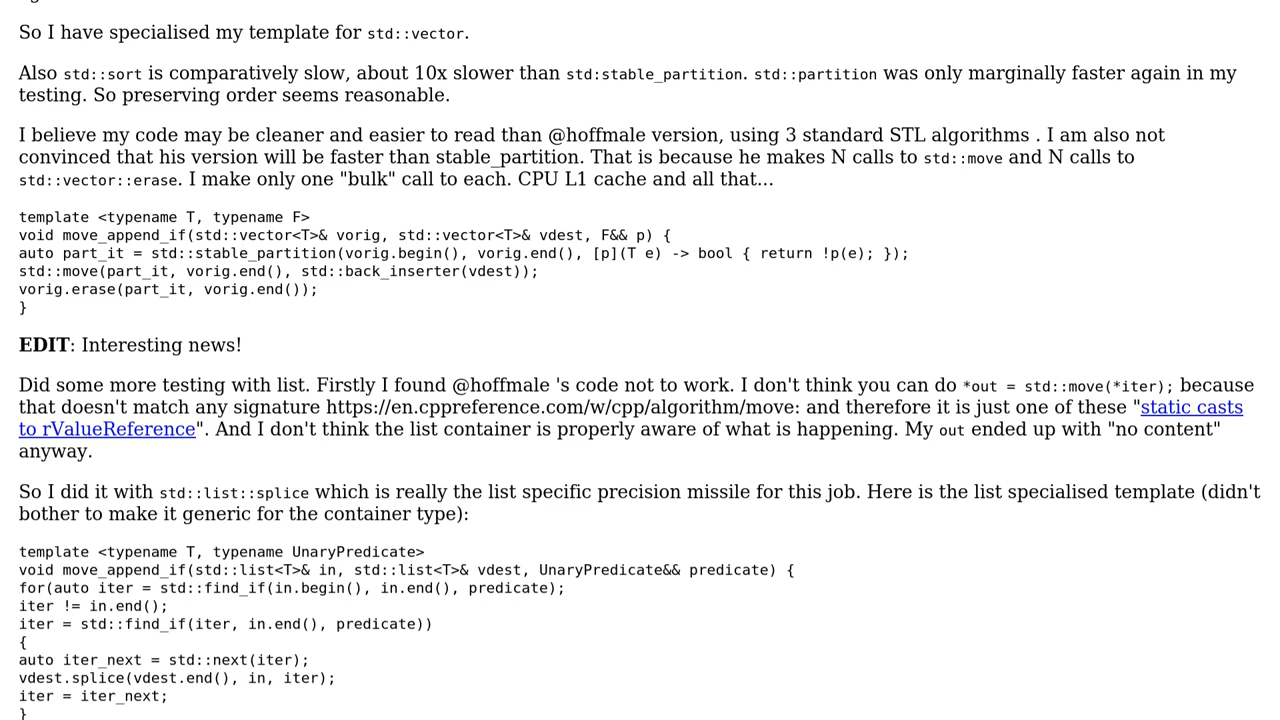 So I have specialised my template for std::vector.
Also std::sort is comparatively slow, about 10x slower than std:stable_partition. std::partition was only marginally faster again in my
testing. So preserving order seems reasonable.
I believe my code may be cleaner and easier to read than @hoffmale version, using 3 standard STL algorithms . I am also not
convinced that his version will be faster than stable_partition. That is because he makes N calls to std::move and N calls to
std::vector::erase. I make only one "bulk" call to each. CPU L1 cache and all that...
template <typename T, typename F>
void move_append_if(std::vector<T>& vorig, std::vector<T>& vdest, F&& p) {
auto part_it = std::stable_partition(vorig.begin(), vorig.end(), [p](T e) -> bool { return !p(e); });
std::move(part_it, vorig.end(), std::back_inserter(vdest));
vorig.erase(part_it, vorig.end());
}
EDIT: Interesting news!
Did some more testing with list. Firstly I found @hoffmale 's code not to work. I don't think you can do *out = std::move(*iter); because
that doesn't match any signature https://en.cppreference.com/w/cpp/algorithm/move: and therefore it is just one of these "static casts
to rValueReference". And I don't think the list container is properly aware of what is happening. My out ended up with "no content"
anyway.
So I did it with std::list::splice which is really the list specific precision missile for this job. Here is the list specialised template (didn't
bother to make it generic for the container type):
template <typename T, typename UnaryPredicate>
void move_append_if(std::list<T>& in, std::list<T>& vdest, UnaryPredicate&& predicate) {
for(auto iter = std::find_if(in.begin(), in.end(), predicate);
iter != in.end();
iter = std::find_if(iter, in.end(), predicate))
{
auto iter_next = std::next(iter);
vdest.splice(vdest.end(), in, iter);
iter = iter_next;
}